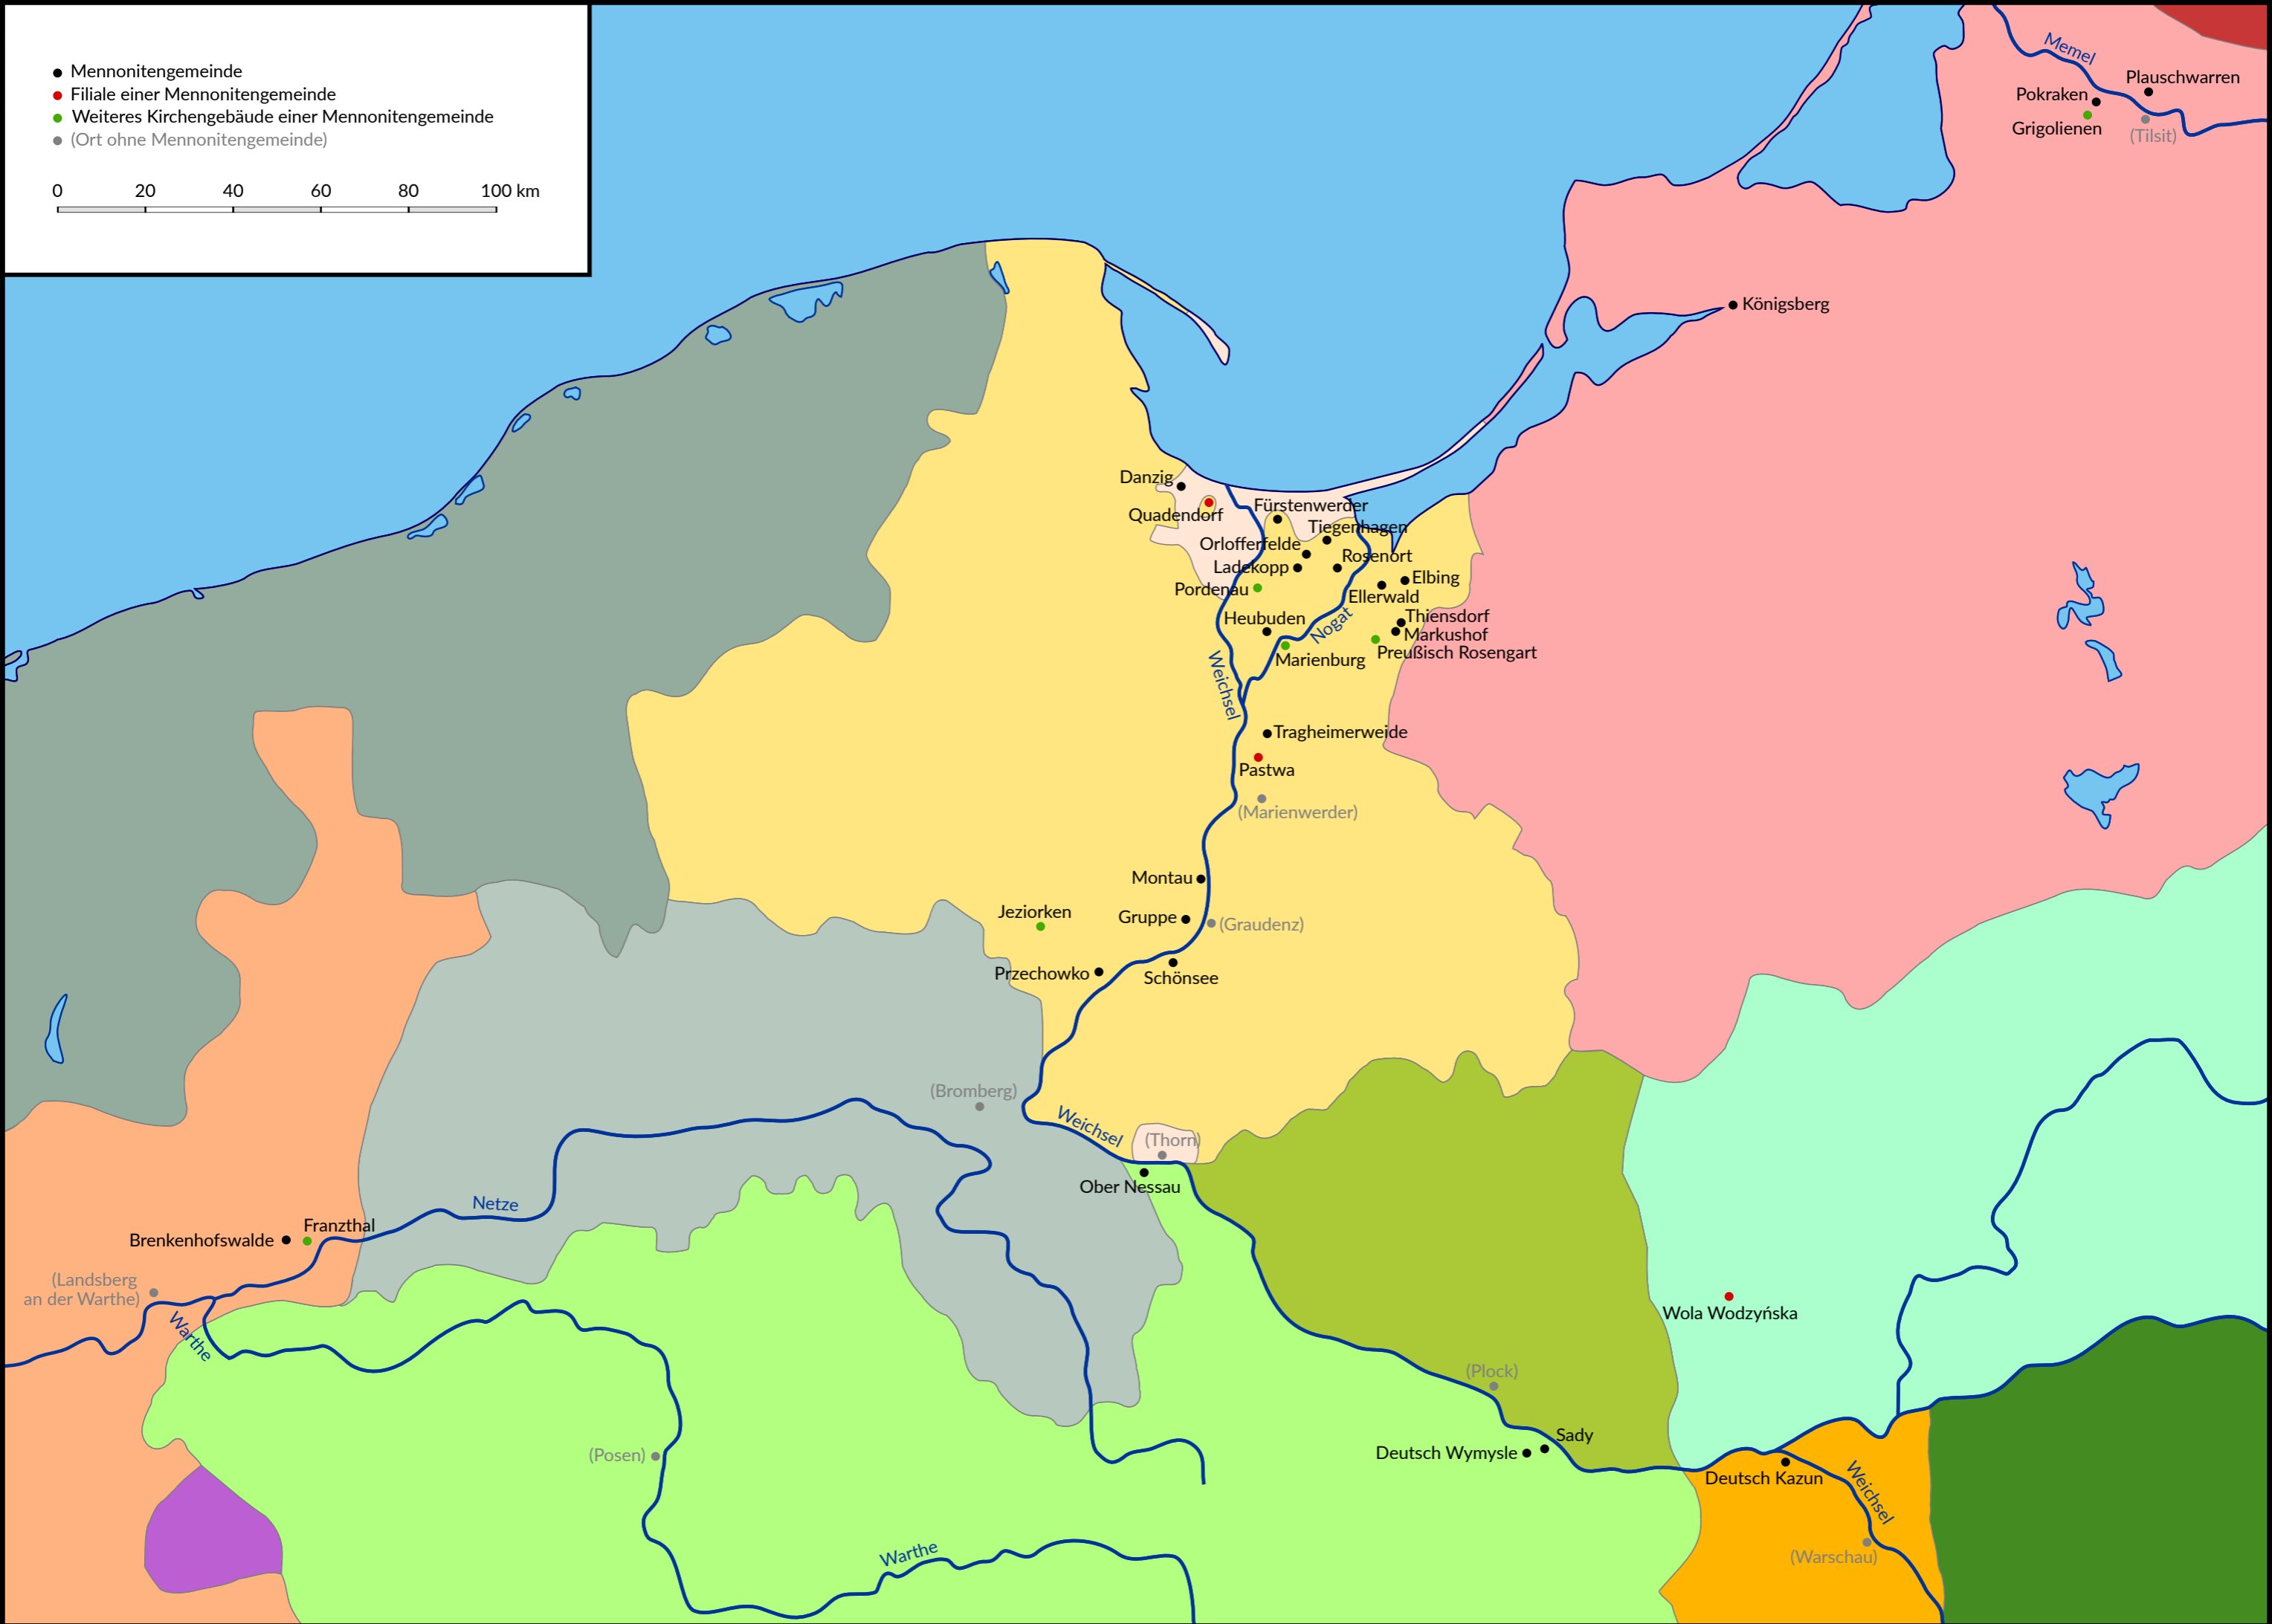 Mennonitengemeinde
Filiale einer Mennonitengemeinde
Weiteres Kirchengebäude einer Mennonitengemeinde
(Ort ohne Mennonitengemeinde)
0 20 40 60 80 100 km
Memel
Plauschwarren
Pokraken
Grigolienen
(Tilsit)
Königsberg
Danzig
Quadendorf
Fürstenwerder
Tiegenhagen
Orlofferfelde
Rosenort
Ladekopp
Elbing
Pordenau
Ellerwald
Heubuden
Thiensdorf
Nogat
Markushof
Preußisch Rosengart
Marienburg
Weichsel
Tragheimerweide
Pastwa
(Marienwerder)
Montau
Jeziorken
Gruppe
(Graudenz)
Przechowko
Schönsee
(Bromberg)
Weichsel
(Thorn)
Ober Nessau
Netze
Franzthal
Brenkenhofswalde
(Landsberg
an der Warthe)
Warthe
Wola Wodzyńska
(Plock)
Sady
Deutsch Wymysle
(Posen)
Deutsch Kazun
Weichsel
Warthe
(Warschau)